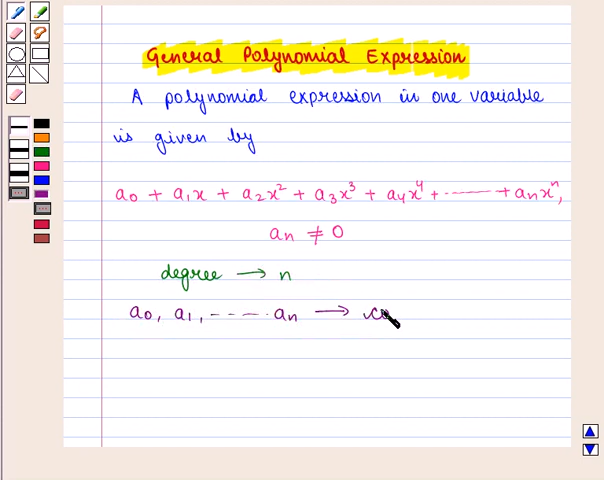 General Polynomial Expression
A polynomial expression in one variable
is given by
a₀ + a₁x + a₂x² + a₃x³ + a₄x⁴ + ------- + aₙxⁿ,
aₙ ≠ 0
degree → n
a₀, a₁, ------ aₙ →